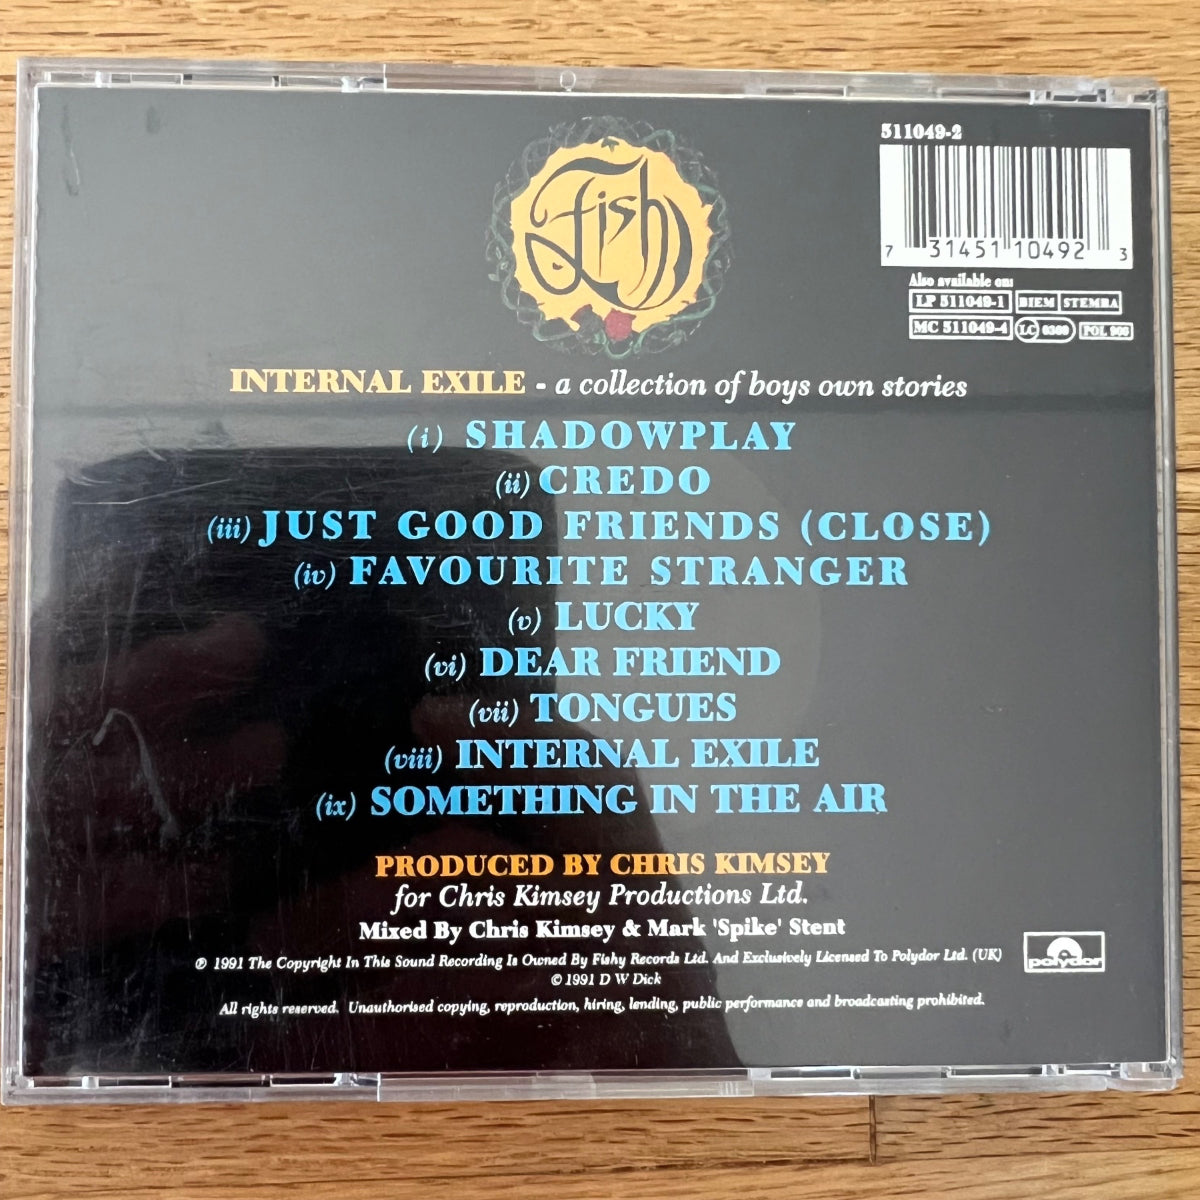 Fish
511049-2
7 31451 10492 3
Also available on:
LP 511049-1 BIEM STEMRA
MC 511049-4 LC 0309 POL 906
INTERNAL EXILE - a collection of boys own stories
(i) SHADOWPLAY
(ii) CREDO
(iii) JUST GOOD FRIENDS (CLOSE)
(iv) FAVOURITE STRANGER
(v) LUCKY
(vi) DEAR FRIEND
(vii) TONGUES
(viii) INTERNAL EXILE
(ix) SOMETHING IN THE AIR
PRODUCED BY CHRIS KIMSEY
for Chris Kimsey Productions Ltd.
Mixed By Chris Kimsey & Mark 'Spike' Stent
℗ 1991 The Copyright In This Sound Recording Is Owned By Fishy Records Ltd. And Exclusively Licensed To Polydor Ltd. (UK)
© 1991 D W Dick
polydor
All rights reserved. Unauthorised copying, reproduction, hiring, lending, public performance and broadcasting prohibited.